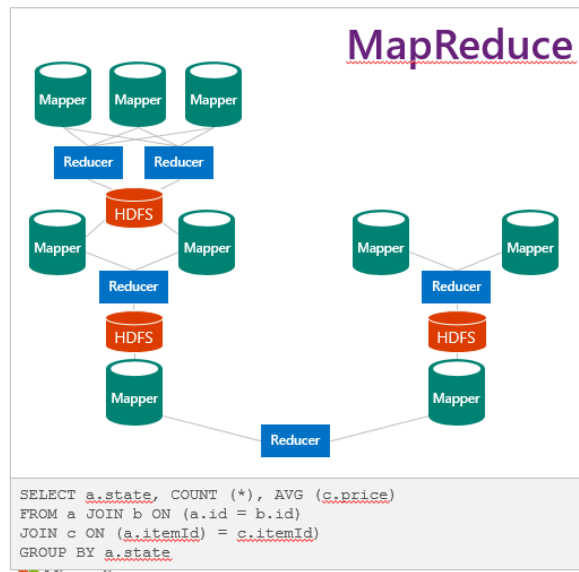 MapReduce
Mapper Mapper Mapper
Reducer Reducer
HDFS
Mapper Mapper Mapper Mapper
Reducer Reducer
HDFS HDFS
Mapper Mapper
Reducer
SELECT a.state, COUNT (*), AVG (c.price)
FROM a JOIN b ON (a.id = b.id)
JOIN c ON (a.itemId) = c.itemId)
GROUP BY a.state